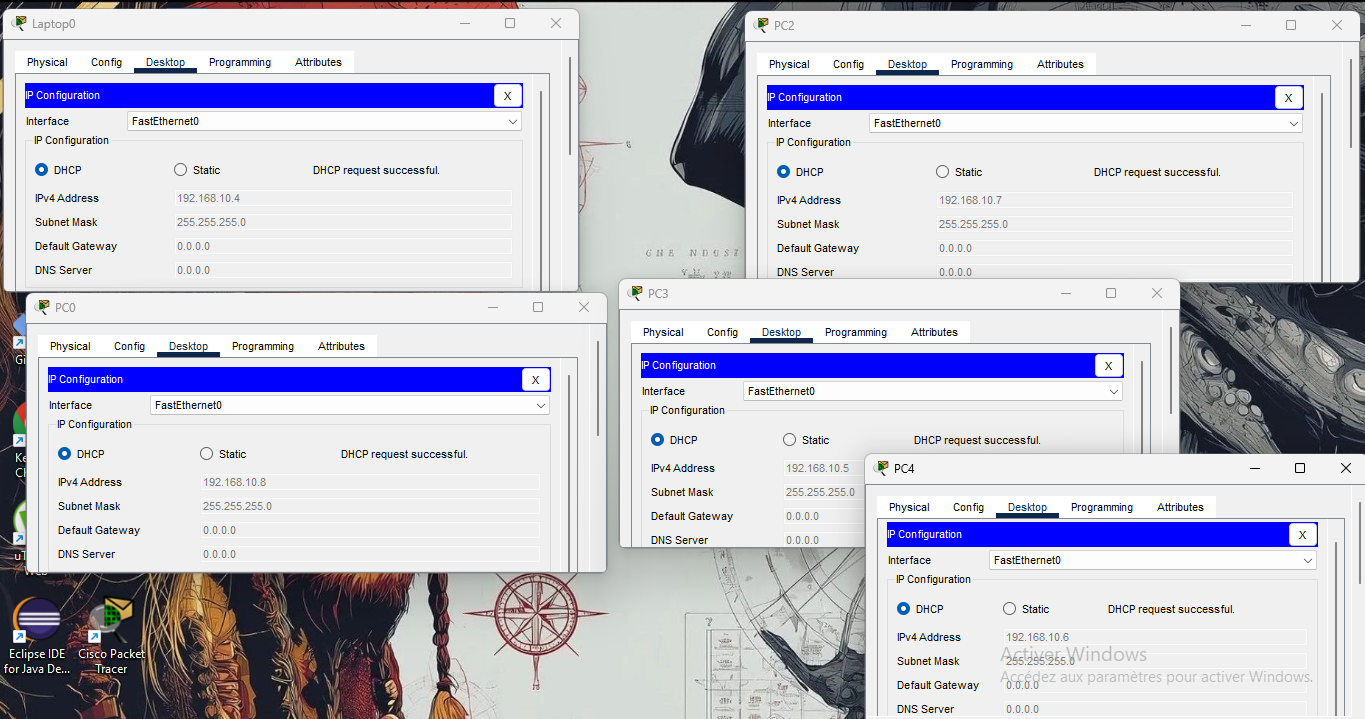 Laptop0
Physical Config Desktop Programming Attributes
IP Configuration X
Interface FastEthernet0
IP Configuration
DHCP Static DHCP request successful.
IPv4 Address 192.168.10.4
Subnet Mask 255.255.255.0
Default Gateway 0.0.0.0
DNS Server 0.0.0.0
PC2
Physical Config Desktop Programming Attributes
IP Configuration X
Interface FastEthernet0
IP Configuration
DHCP Static DHCP request successful.
IPv4 Address 192.168.10.7
Subnet Mask 255.255.255.0
Default Gateway 0.0.0.0
DNS Server 0.0.0.0
PC0
Physical Config Desktop Programming Attributes
IP Configuration X
Interface FastEthernet0
IP Configuration
DHCP Static DHCP request successful.
IPv4 Address 192.168.10.8
Subnet Mask 255.255.255.0
Default Gateway 0.0.0.0
DNS Server 0.0.0.0
PC3
Physical Config Desktop Programming Attributes
IP Configuration X
Interface FastEthernet0
IP Configuration
DHCP Static DHCP request successful.
IPv4 Address 192.168.10.5
Subnet Mask 255.255.255.0
Default Gateway 0.0.0.0
DNS Server 0.0.0.0
PC4
Physical Config Desktop Programming Attributes
IP Configuration X
Interface FastEthernet0
IP Configuration
DHCP Static DHCP request successful.
IPv4 Address 192.168.10.6
Subnet Mask 255.255.255.0
Default Gateway 0.0.0.0
DNS Server 0.0.0.0
Activer Windows
Accédez aux paramètres pour activer Windows.
Eclipse IDE
for Java De...
Cisco Packet
Tracer